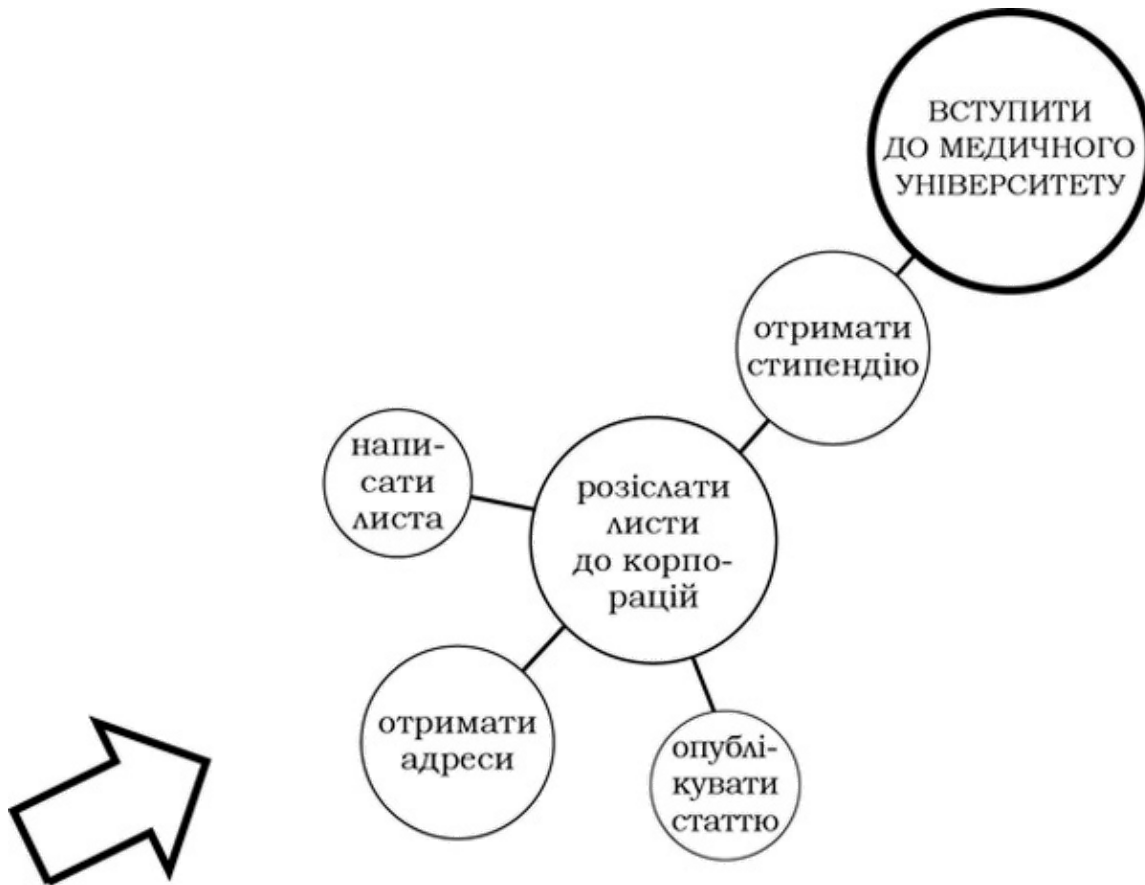 ВСТУПИТИ
ДО МЕДИЧНОГО
УНІВЕРСИТЕТУ
отримати
стипендію
напи-
сати
листа
розіслати
листи
до корпо-
рацій
отримати
адреси
опублі-
кувати
статтю